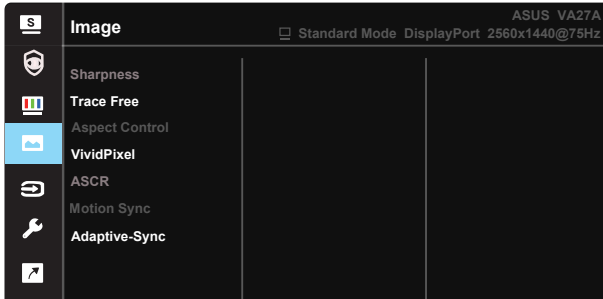 S
Image
ASUS VA27A
Standard Mode DisplayPort 2560x1440@75Hz
Sharpness
Trace Free
Aspect Control
VividPixel
ASCR
Motion Sync
Adaptive-Sync